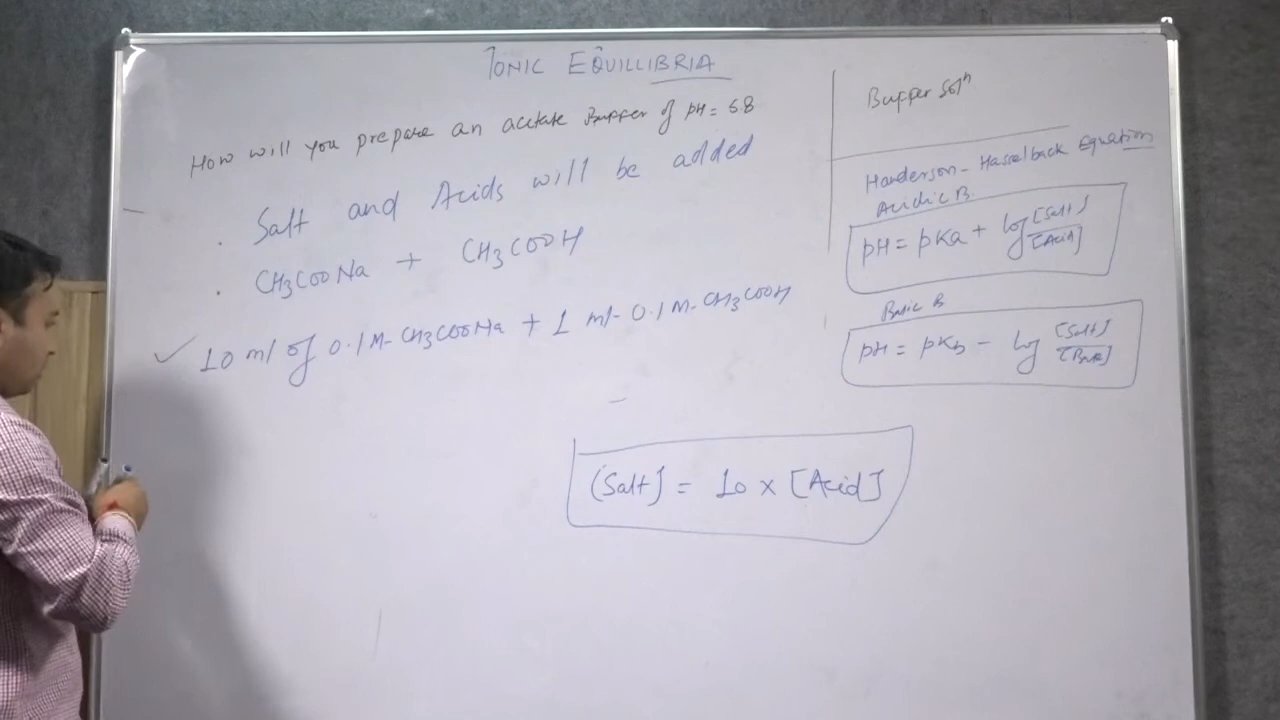 IONIC EQUILLIBRIA
How will you prepare an acetate Buffer of pH = 5.8
Salt and Acids will be added
CH3COONa + CH3COOH
10 ml of 0.1M-CH3COONa + 1 ml- 0.1M-CH3COOH
(Salt] = 10 x [Acid]
Buffer Solⁿ
Handerson-Hasselback Equation
Acidic B.
pH = pKa + log [Salt]/[Acid]
Basic B
pH = pKb - log [Salt]/[Base]